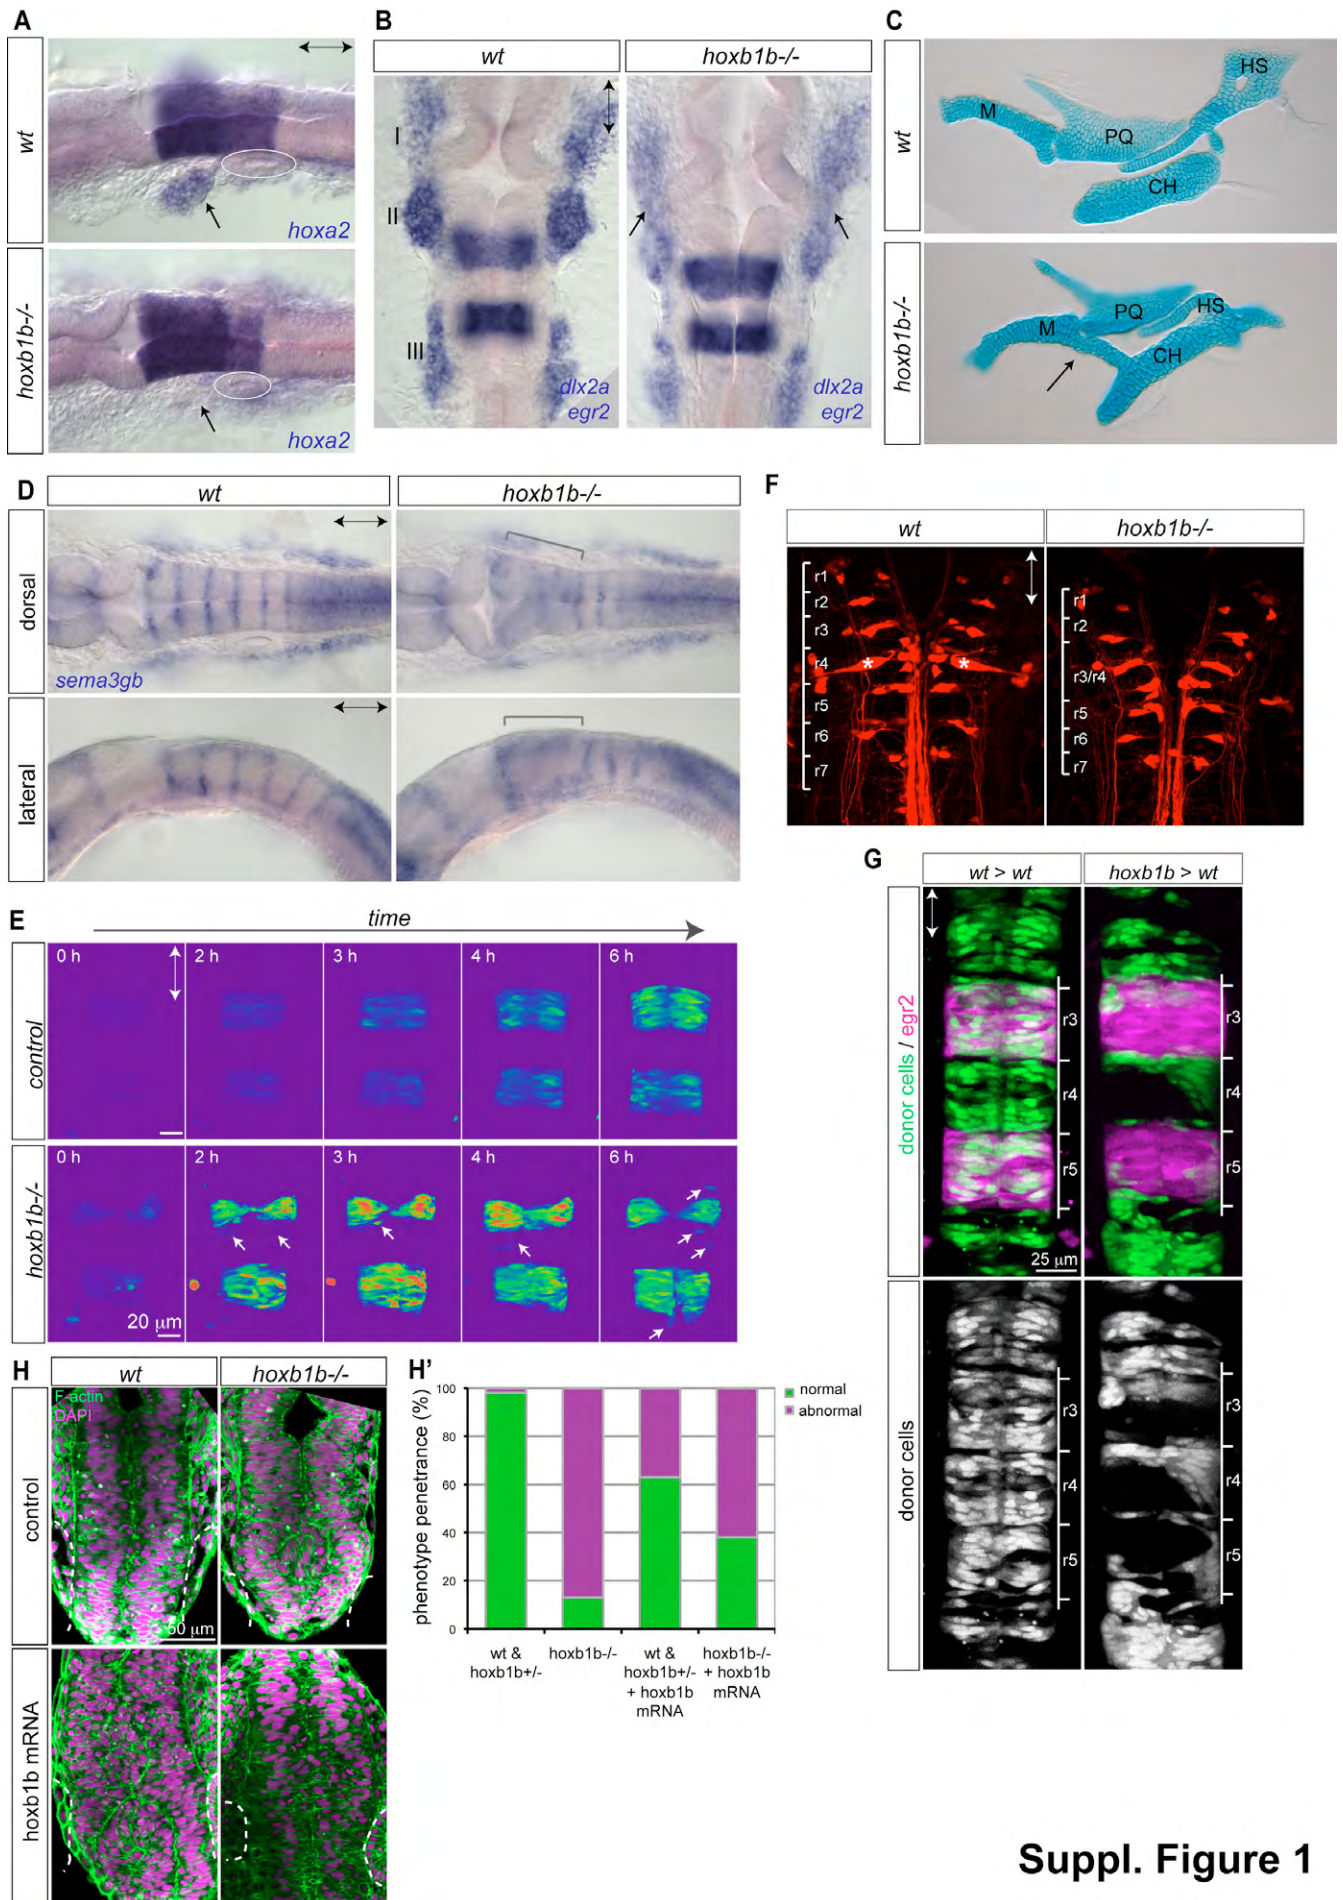 A
wt
hoxa2
hoxb1b-/-
hoxa2
B
wt
hoxb1b-/-
I
II
III
dlx2a
egr2
dlx2a
egr2
C
wt
M
PQ
HS
CH
hoxb1b-/-
M
PQ
HS
CH
D
wt
hoxb1b-/-
dorsal
sema3gb
lateral
F
wt
hoxb1b-/-
r1
r2
r3
r4
r5
r6
r7
* *
r1
r2
r3/r4
r5
r6
r7
E
time
control
0 h
2 h
3 h
4 h
6 h
hoxb1b-/-
0 h
2 h
3 h
4 h
6 h
20 µm
G
wt > wt
hoxb1b > wt
donor cells / egr2
r3
r4
r5
r3
r4
r5
25 µm
donor cells
r3
r4
r5
r3
r4
r5
H
wt
hoxb1b-/-
control
F-actin
DAPI
50 µm
hoxb1b mRNA
H'
phenotype penetrance (%)
100
80
60
40
20
0
normal
abnormal
wt &
hoxb1b+/-
hoxb1b-/-
wt &
hoxb1b+/-
+ hoxb1b
mRNA
hoxb1b-/-
+ hoxb1b
mRNA
Suppl. Figure 1